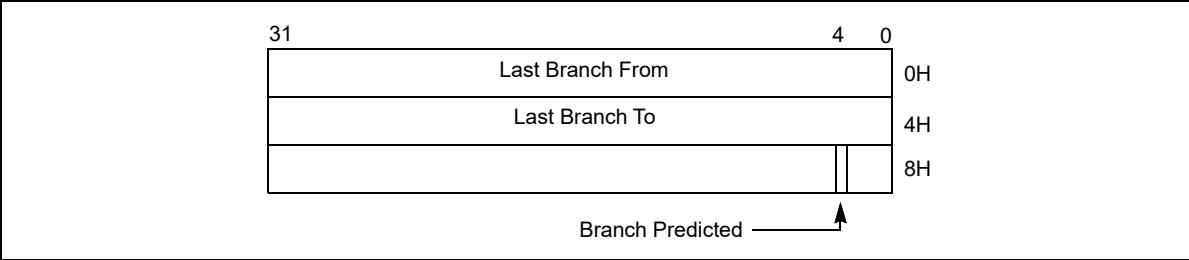 31 4 0
Last Branch From 0H
Last Branch To 4H
8H
Branch Predicted